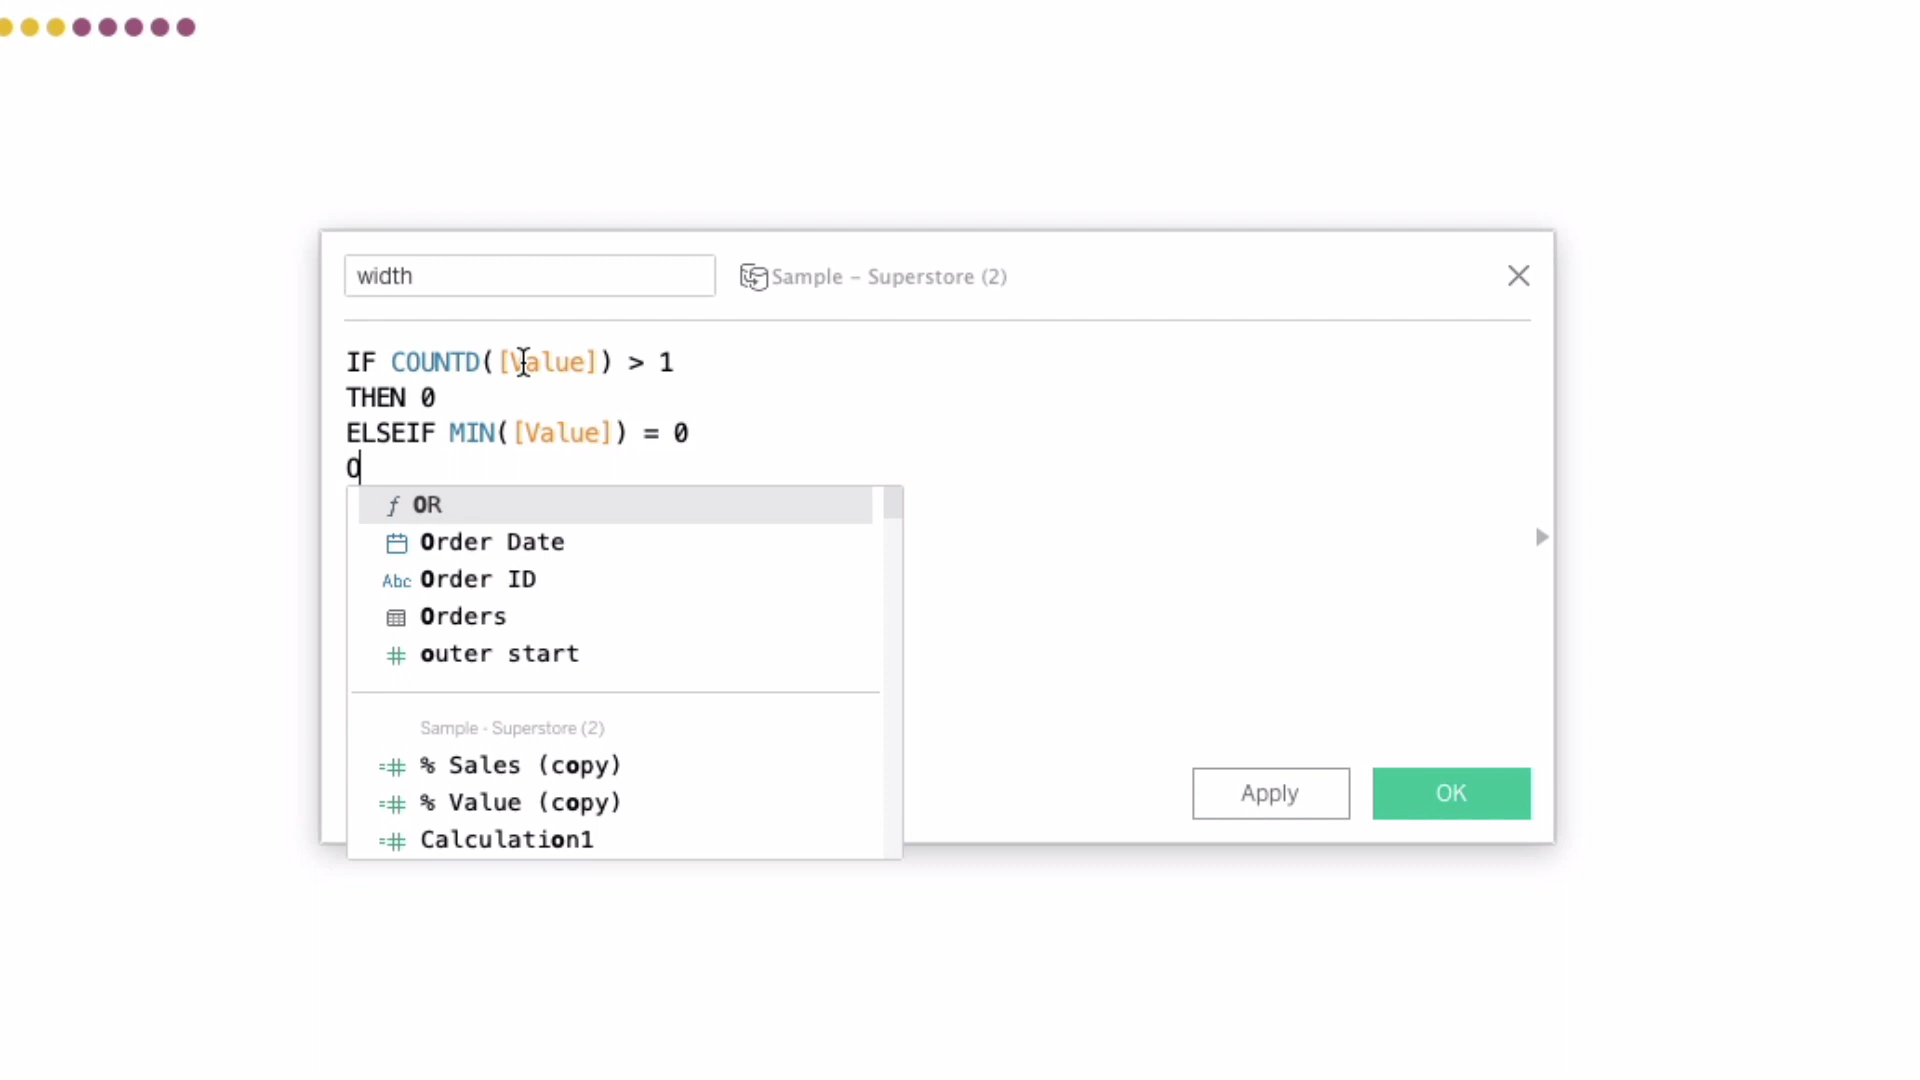 width
Sample – Superstore (2)
IF COUNTD([Value]) > 1
THEN 0
ELSEIF MIN([Value]) = 0
O
f OR
Order Date
Abc Order ID
Orders
# outer start
Sample - Superstore (2)
=# % Sales (copy)
=# % Value (copy)
=# Calculation1
Apply
OK